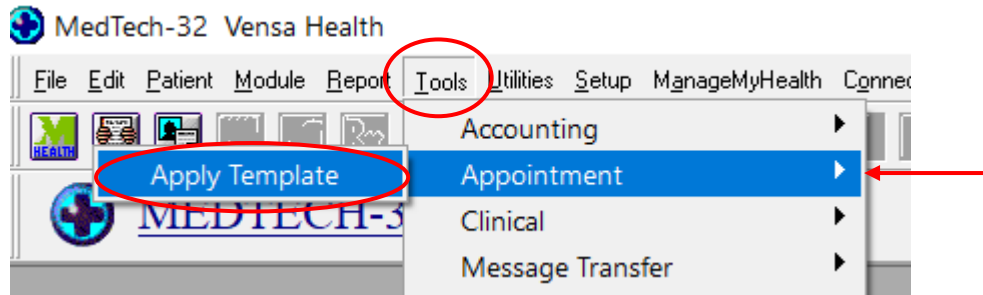 MedTech-32 Vensa Health
File Edit Patient Module Report Tools Utilities Setup ManageMyHealth Connec
M HEALTH
Accounting
Apply Template Appointment
MEDTECH-3 Clinical
Message Transfer